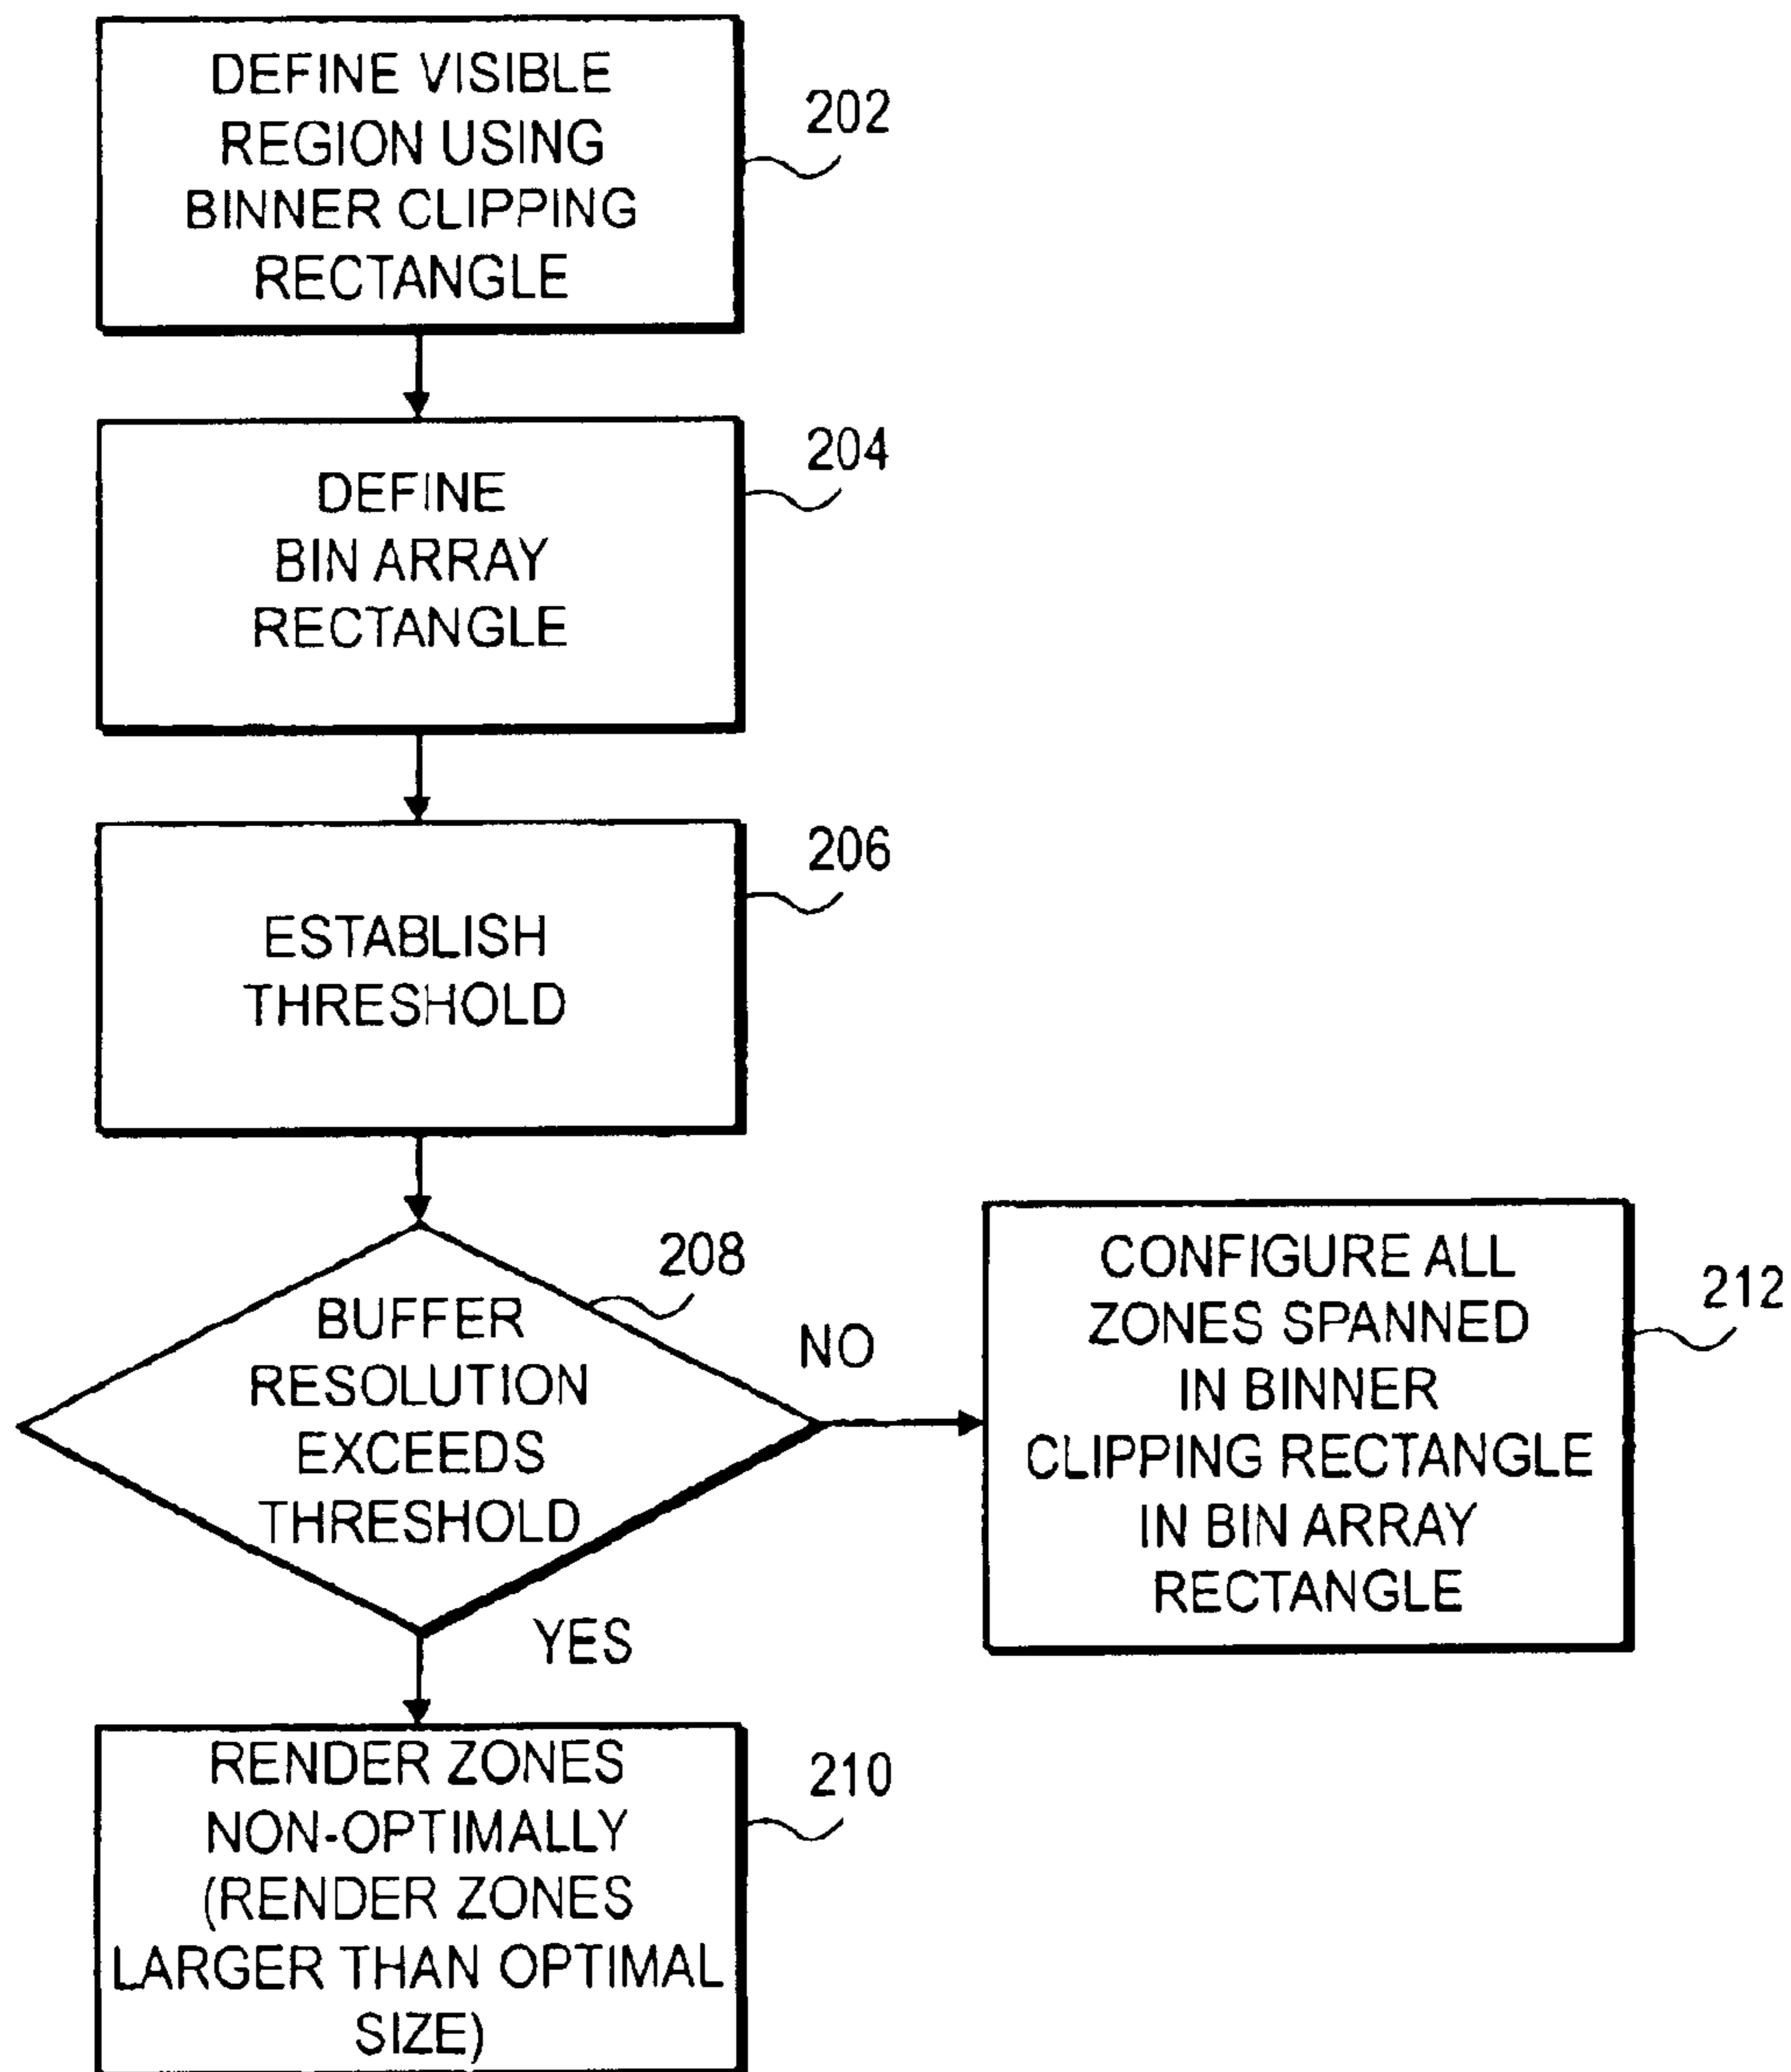 DEFINE VISIBLE
REGION USING
BINNER CLIPPING
RECTANGLE
202
DEFINE
BIN ARRAY
RECTANGLE
204
ESTABLISH
THRESHOLD
206
BUFFER
RESOLUTION
EXCEEDS
THRESHOLD
208
NO
CONFIGURE ALL
ZONES SPANNED
IN BINNER
CLIPPING RECTANGLE
IN BIN ARRAY
RECTANGLE
212
YES
RENDER ZONES
NON-OPTIMALLY
(RENDER ZONES
LARGER THAN OPTIMAL
SIZE)
210